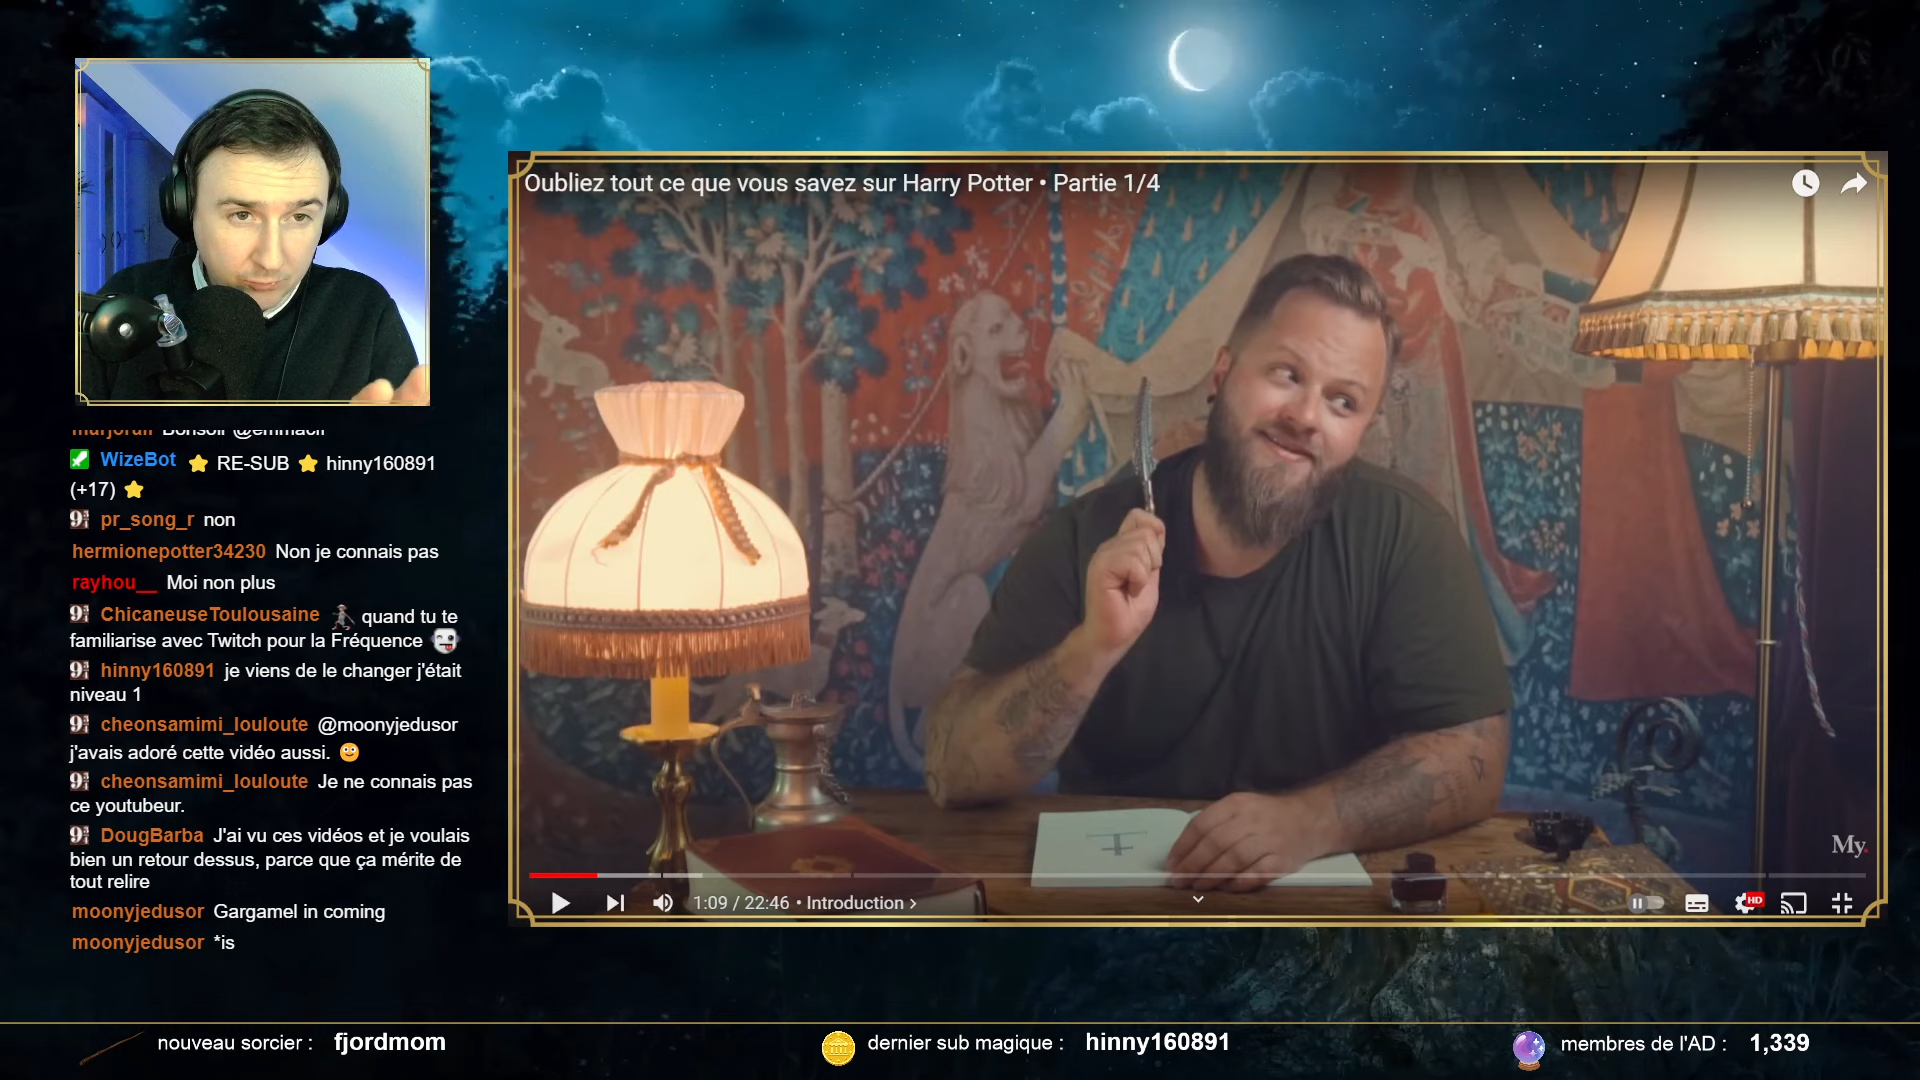 Oubliez tout ce que vous savez sur Harry Potter • Partie 1/4
WizeBot RE-SUB hinny160891
(+17)
pr_song_r non
hermionepotter34230 Non je connais pas
rayhou__ Moi non plus
ChicaneuseToulousaine quand tu te
familiarise avec Twitch pour la Fréquence
hinny160891 je viens de le changer j'était
niveau 1
cheonsamimi_louloute @moonyjedusor
j'avais adoré cette vidéo aussi.
cheonsamimi_louloute Je ne connais pas
ce youtubeur.
DougBarba J'ai vu ces vidéos et je voulais
bien un retour dessus, parce que ça mérite de
tout relire
moonyjedusor Gargamel in coming
moonyjedusor *is
My.
1:09 / 22:46 • Introduction
HD
nouveau sorcier : fjordmom
dernier sub magique : hinny160891
membres de l'AD : 1,339